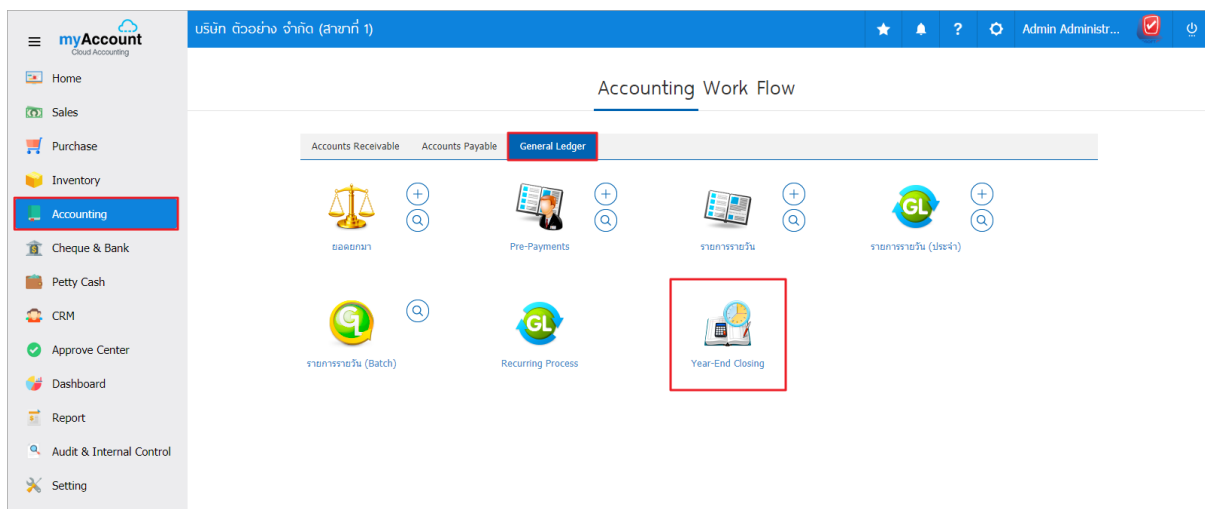 myAccount
Cloud Accounting
บริษัท ตัวอย่าง จำกัด (สาขาที่ 1)
?
Admin Administr...
Home
Sales
Purchase
Inventory
Accounting
Cheque & Bank
Petty Cash
CRM
Approve Center
Dashboard
Report
Audit & Internal Control
Setting
Accounting Work Flow
Accounts Receivable Accounts Payable General Ledger
GL
ยอดยกมา Pre-Payments รายการรายวัน รายการรายวัน (ประจำ)
GL
รายการรายวัน (Batch) Recurring Process Year-End Closing